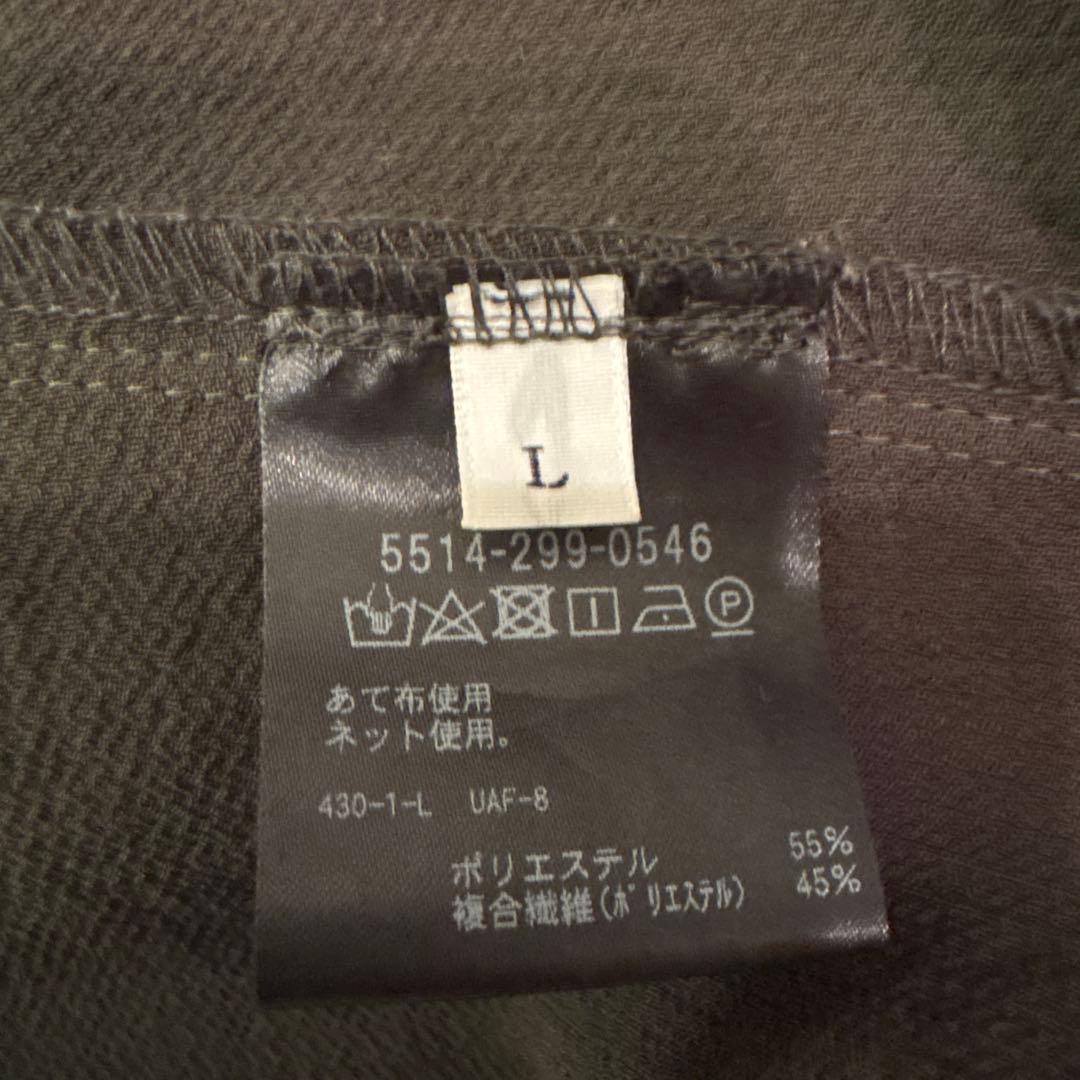 L
5514-299-0546
あて布使用
ネット使用。
430-1-L UAF-8
ポリエステル 55%
複合繊維(ポリエステル) 45%